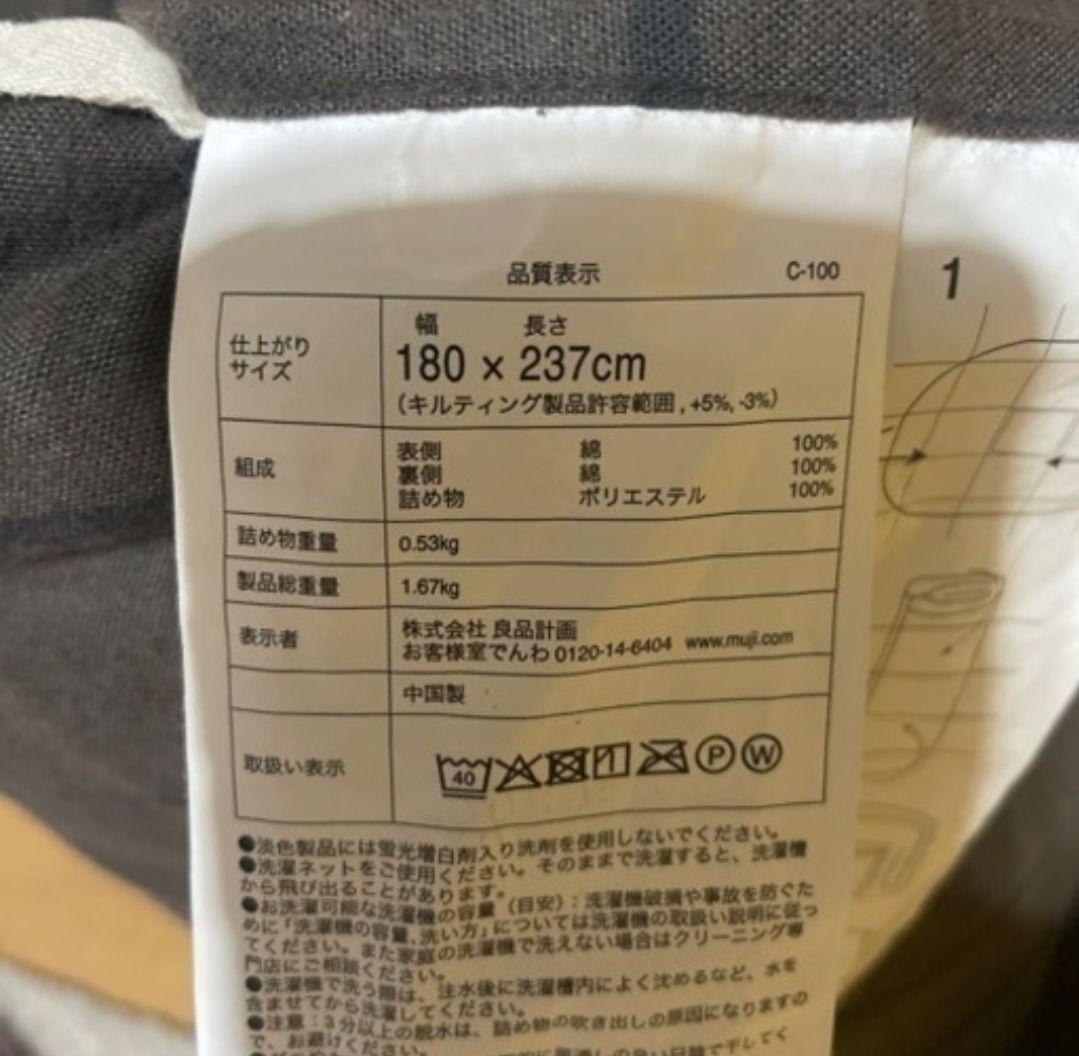 品質表示 C-100 1
仕上がりサイズ 幅 長さ
180 × 237cm
(キルティング製品許容範囲, +5%, -3%)
組成 表側 綿 100%
裏側 綿 100%
詰め物 ポリエステル 100%
詰め物重量 0.53kg
製品総重量 1.67kg
表示者 株式会社 良品計画
お客様室でんわ 0120-14-6404 www.muji.com
中国製
取扱い表示 40 P W
●淡色製品には蛍光増白剤入り洗剤を使用しないでください。
●洗濯ネットをご使用ください。そのままで洗濯すると、洗濯槽
から飛び出ることがあります。
●お洗濯可能な洗濯機の容量(目安):洗濯機破損や事故を防ぐた
めに「洗濯機の容量、洗い方」については洗濯機の取扱い説明に従っ
てください。また家庭の洗濯機で洗えない場合はクリーニング専
門店にご相談ください。
●洗濯機で洗う際は、注水後に洗濯槽内によく沈めるなど、水を
含ませてから洗濯してください。
●注意:3分以上の脱水は、詰め物の吹き出しの原因になりますの
で、お避けください。
風通しの良い日陰で干してく